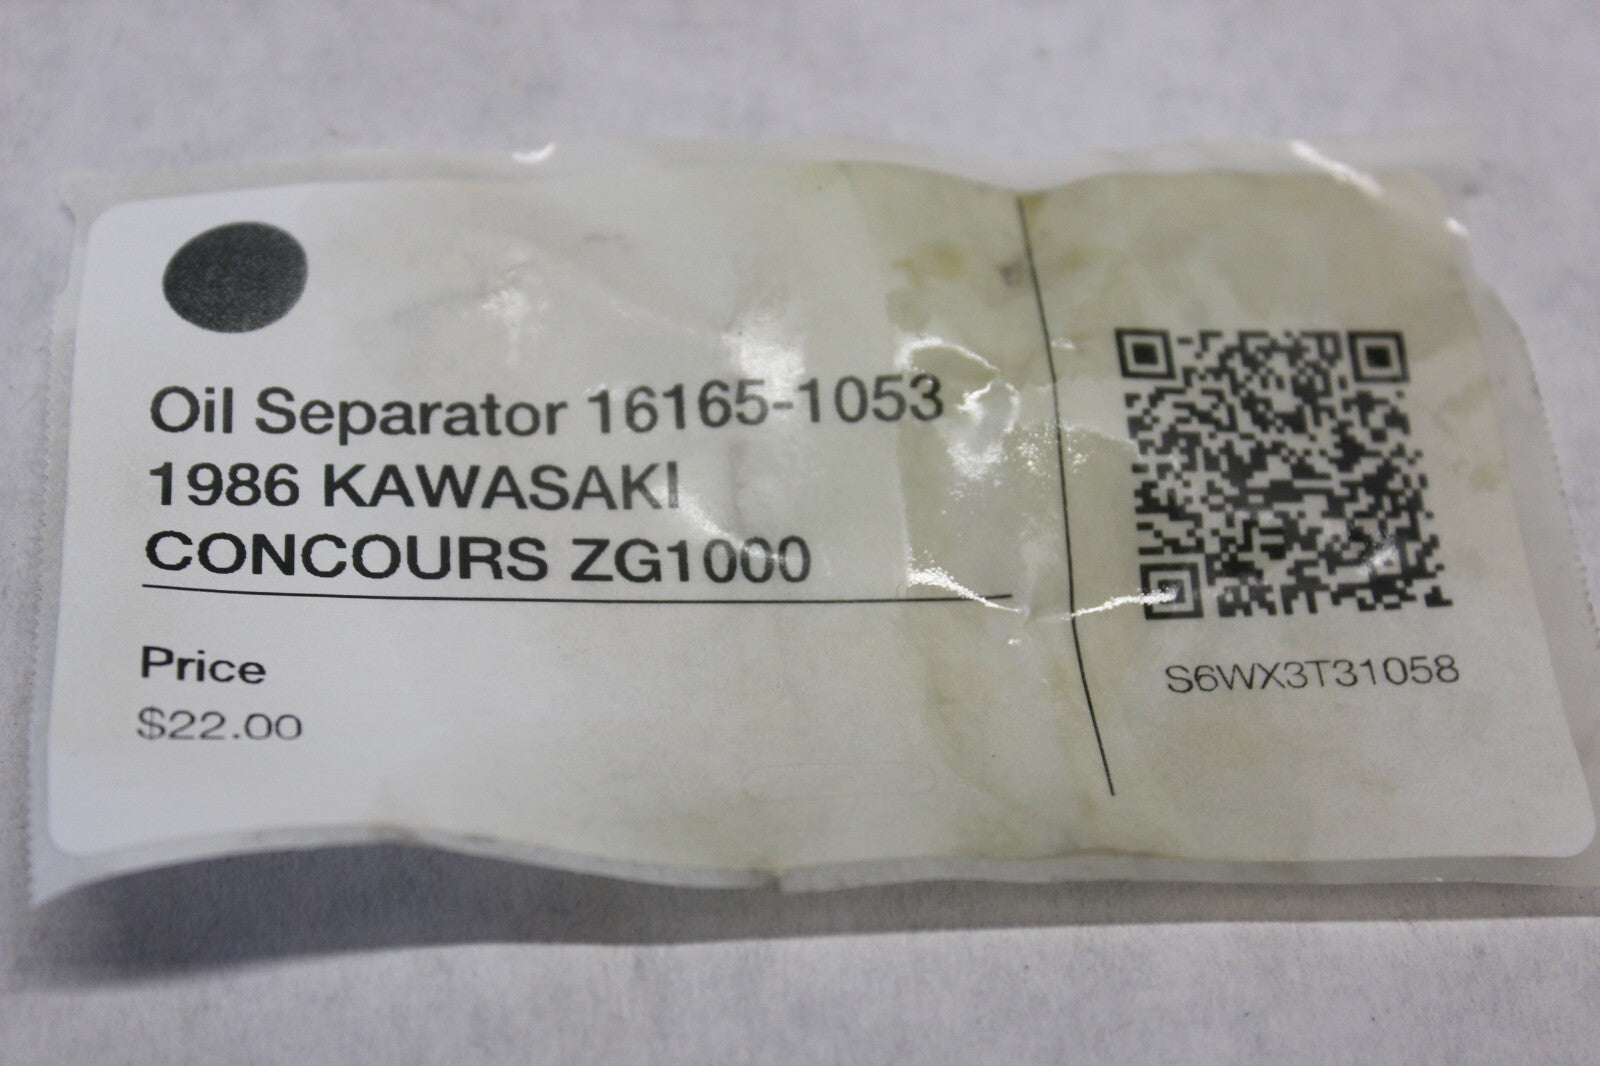 Oil Separator 16165-1053
1986 KAWASAKI
CONCOURS ZG1000
Price
$22.00
S6WX3T31058